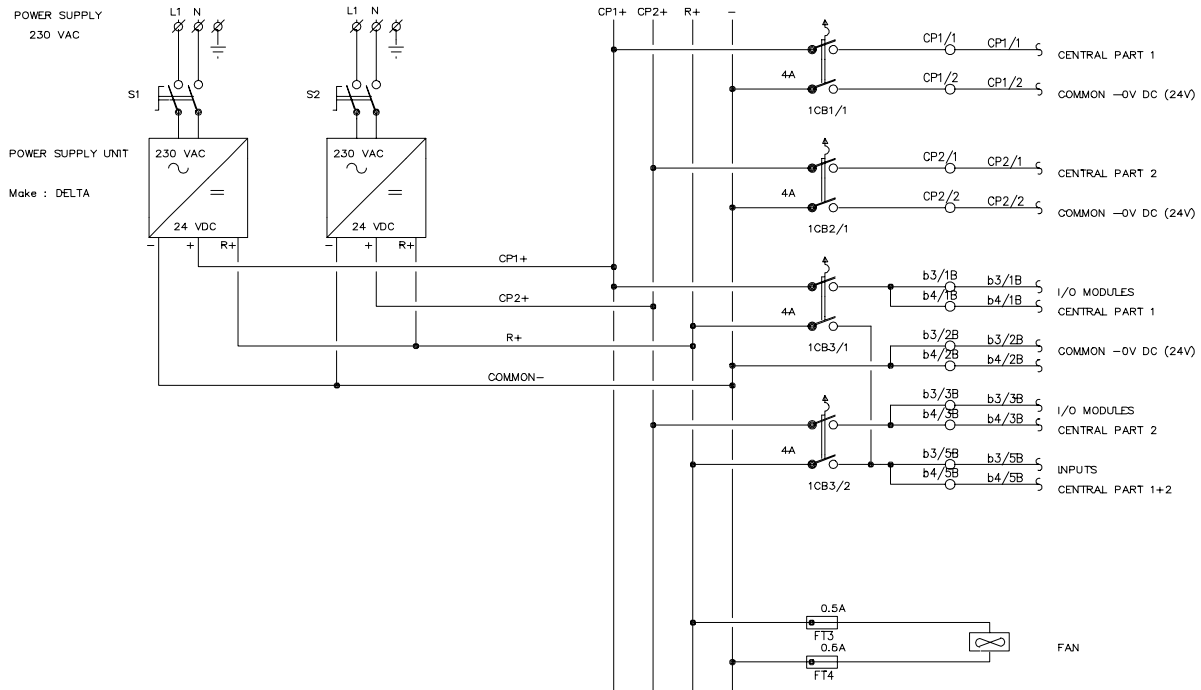 POWER SUPPLY
230 VAC
L1 N
L1 N
CP1+ CP2+ R+ −
S1
S2
POWER SUPPLY UNIT
Make : DELTA
230 VAC
24 VDC
230 VAC
24 VDC
− + R+
− + R+
CP1+
CP2+
R+
COMMON−
4A
1CB1/1
CP1/1 CP1/1 CENTRAL PART 1
CP1/2 CP1/2 COMMON −0V DC (24V)
4A
1CB2/1
CP2/1 CP2/1 CENTRAL PART 2
CP2/2 CP2/2 COMMON −0V DC (24V)
4A
1CB3/1
b3/1B b3/1B I/O MODULES
b4/1B b4/1B CENTRAL PART 1
b3/2B b3/2B COMMON −0V DC (24V)
b4/2B b4/2B
4A
1CB3/2
b3/3B b3/3B I/O MODULES
b4/3B b4/3B CENTRAL PART 2
b3/5B b3/5B INPUTS
b4/5B b4/5B CENTRAL PART 1+2
0.5A
FT3
0.5A
FT4
FAN